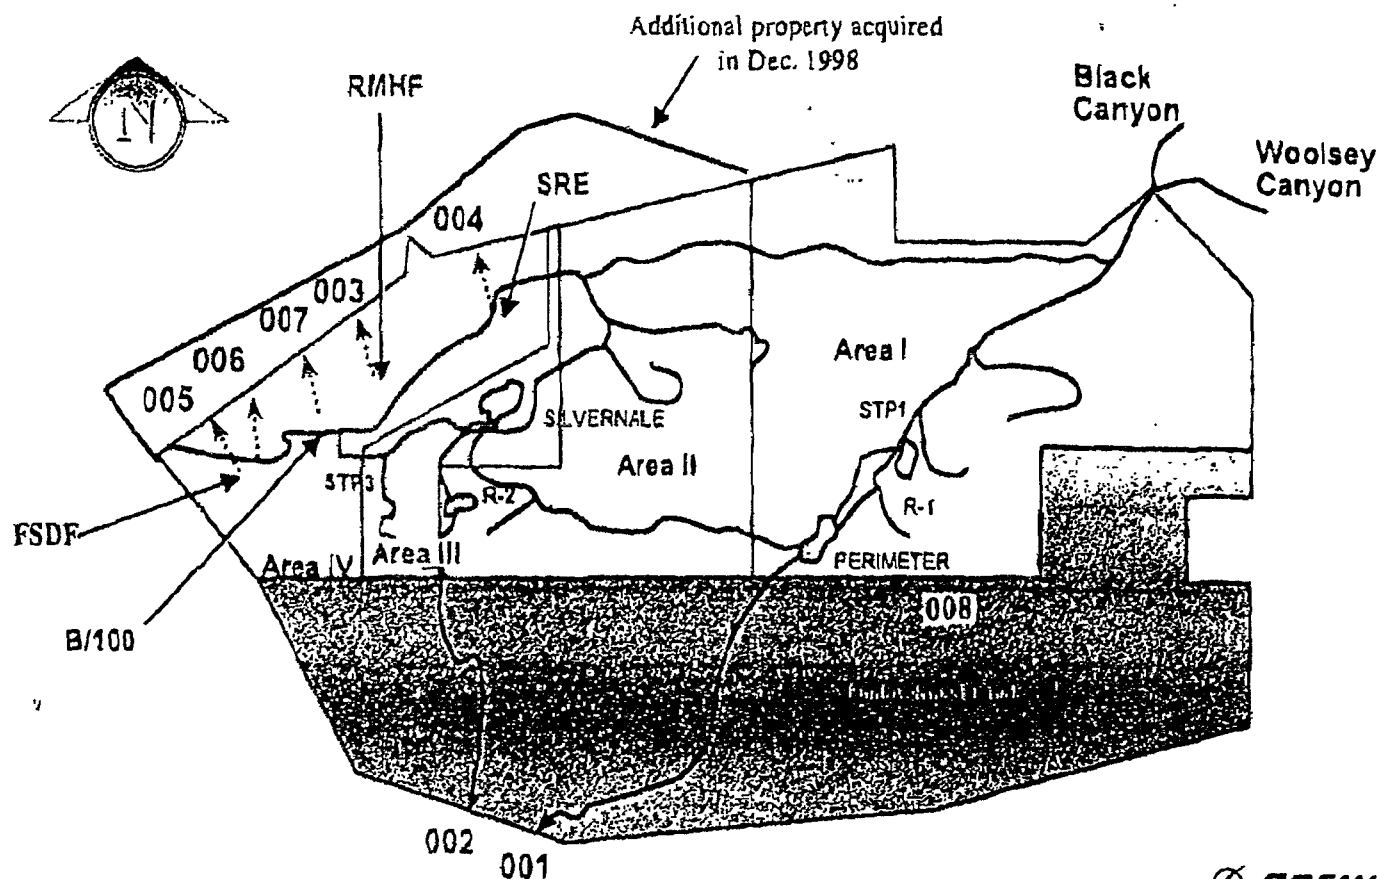 Additional property acquired
in Dec. 1998
N
RMHF
Black
Canyon
Woolsey
Canyon
SRE
004
003
007
006
005
Area I
STP1
SILVERNALE
Area II
STP3
R-2
R-1
FSDF
Area IV
Area III
PERIMETER
008
B/100
002
001